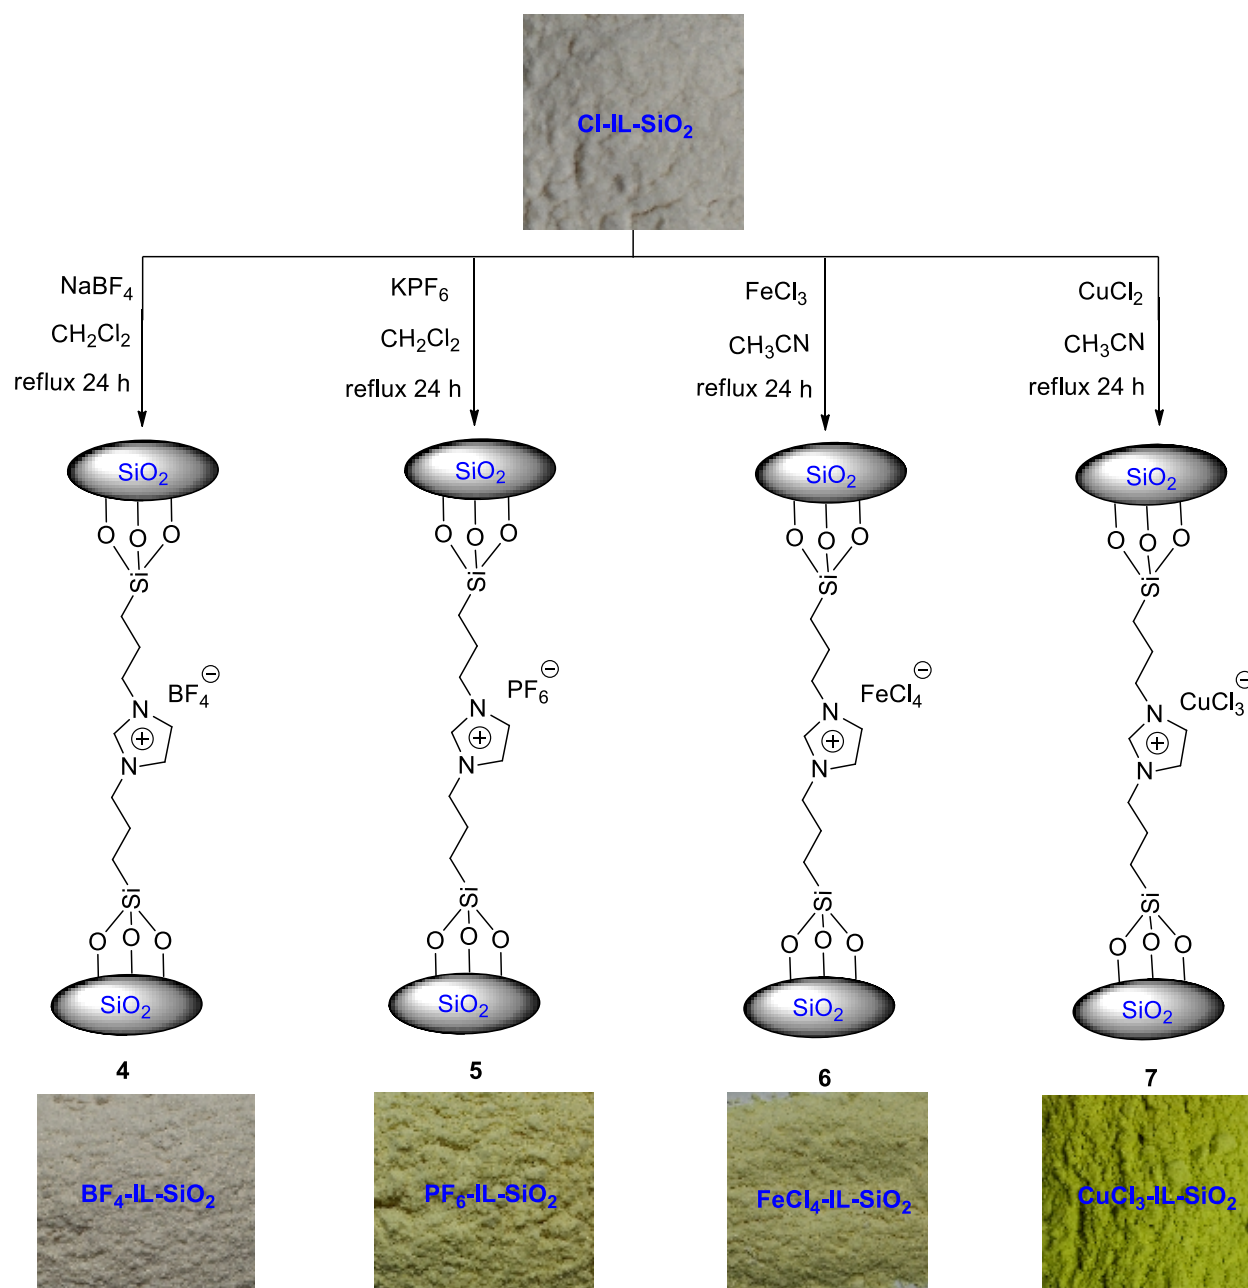 Cl-IL-SiO₂
NaBF₄
CH₂Cl₂
reflux 24 h
KPF₆
CH₂Cl₂
reflux 24 h
FeCl₃
CH₃CN
reflux 24 h
CuCl₂
CH₃CN
reflux 24 h
SiO₂
O
O
O
Si
BF₄⊖
N
⊕
N
Si
O
O
O
SiO₂
4
BF₄-IL-SiO₂
SiO₂
O
O
O
Si
PF₆⊖
N
⊕
N
Si
O
O
O
SiO₂
5
PF₆-IL-SiO₂
SiO₂
O
O
O
Si
FeCl₄⊖
N
⊕
N
Si
O
O
O
SiO₂
6
FeCl₄-IL-SiO₂
SiO₂
O
O
O
Si
CuCl₃⊖
N
⊕
N
Si
O
O
O
SiO₂
7
CuCl₃-IL-SiO₂